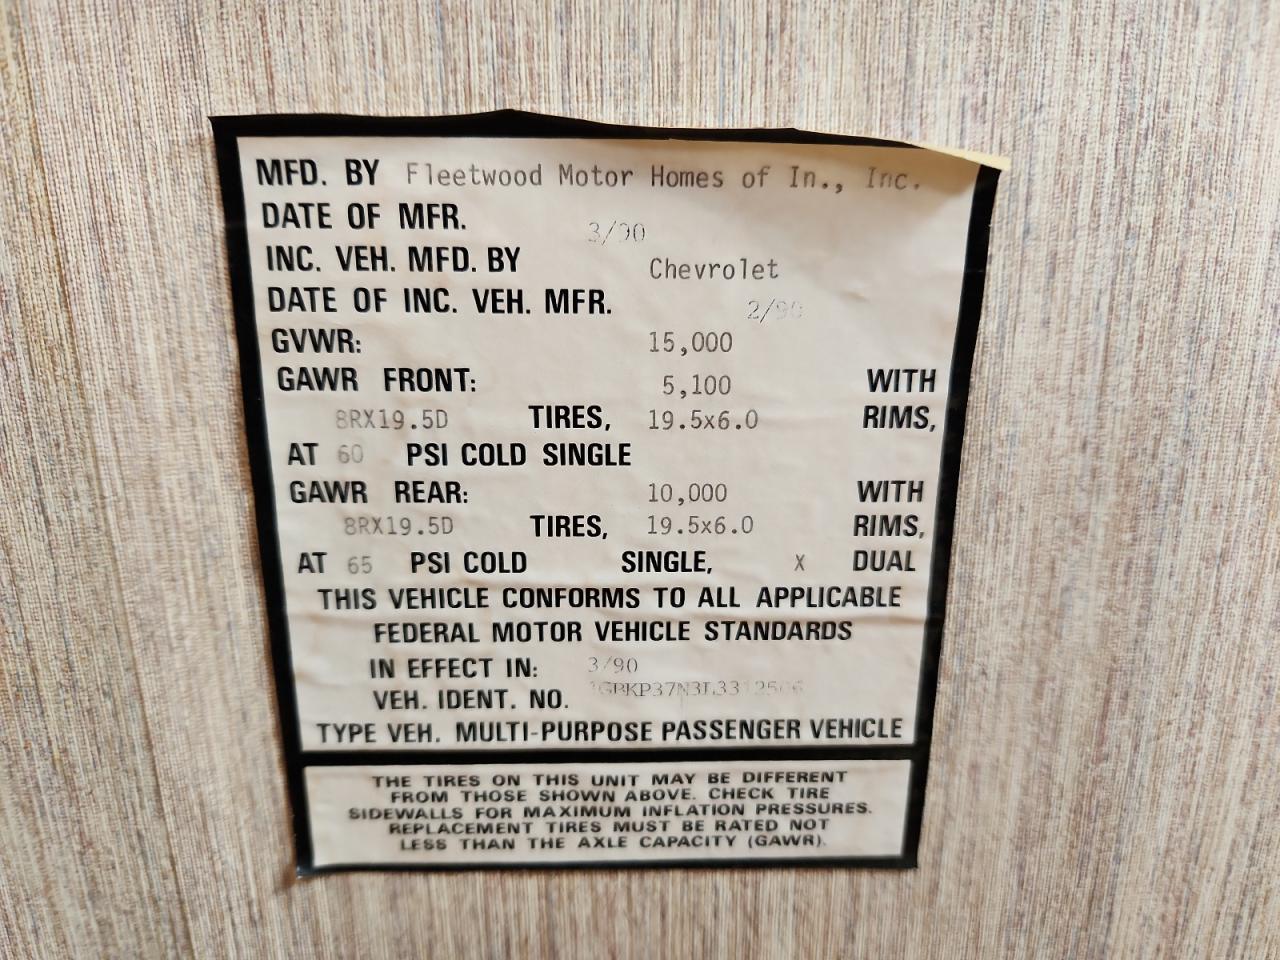 MFD. BY Fleetwood Motor Homes of In., Inc.
DATE OF MFR. 3/90
INC. VEH. MFD. BY Chevrolet
DATE OF INC. VEH. MFR. 2/90
GVWR: 15,000
GAWR FRONT: 5,100 WITH
8RX19.5D TIRES, 19.5x6.0 RIMS,
AT 60 PSI COLD SINGLE
GAWR REAR: 10,000 WITH
8RX19.5D TIRES, 19.5x6.0 RIMS,
AT 65 PSI COLD SINGLE, X DUAL
THIS VEHICLE CONFORMS TO ALL APPLICABLE
FEDERAL MOTOR VEHICLE STANDARDS
IN EFFECT IN: 3/90
VEH. IDENT. NO.
TYPE VEH. MULTI-PURPOSE PASSENGER VEHICLE
THE TIRES ON THIS UNIT MAY BE DIFFERENT
FROM THOSE SHOWN ABOVE. CHECK TIRE
SIDEWALLS FOR MAXIMUM INFLATION PRESSURES.
REPLACEMENT TIRES MUST BE RATED NOT
LESS THAN THE AXLE CAPACITY (GAWR).